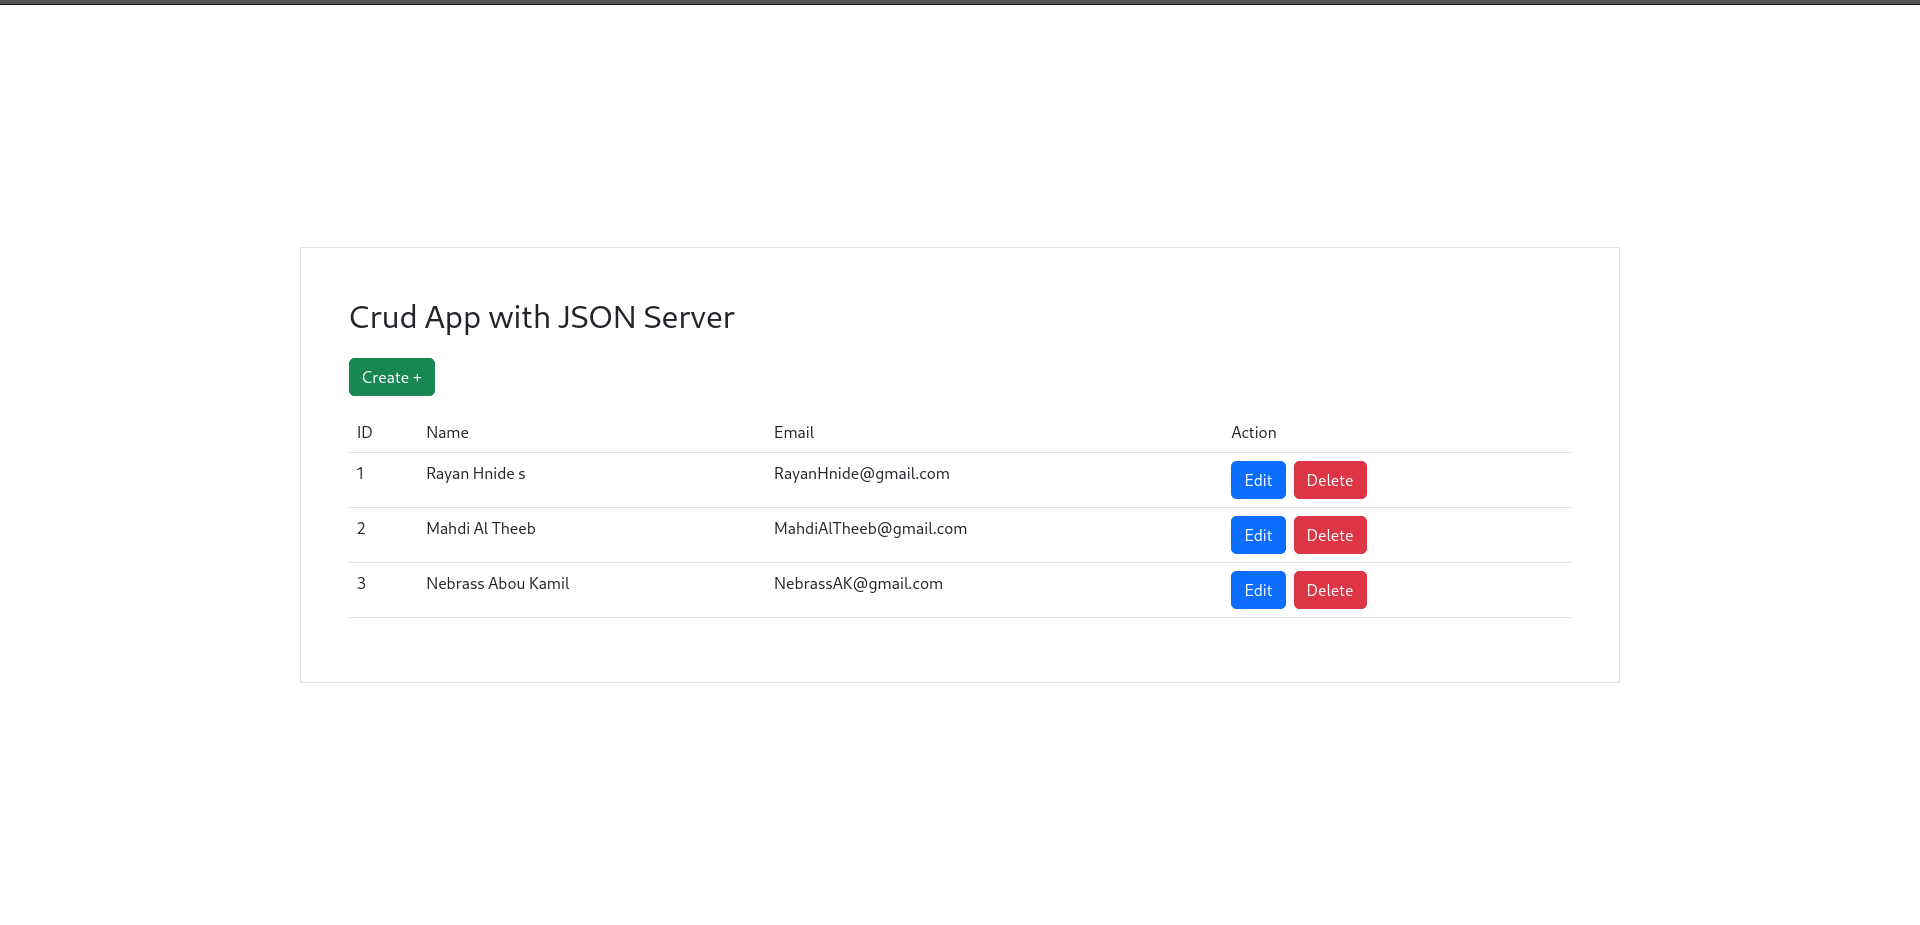 Crud App with JSON Server
Create +
ID Name Email Action
1 Rayan Hnide s RayanHnide@gmail.com Edit Delete
2 Mahdi Al Theeb MahdiAlTheeb@gmail.com Edit Delete
3 Nebrass Abou Kamil NebrassAK@gmail.com Edit Delete